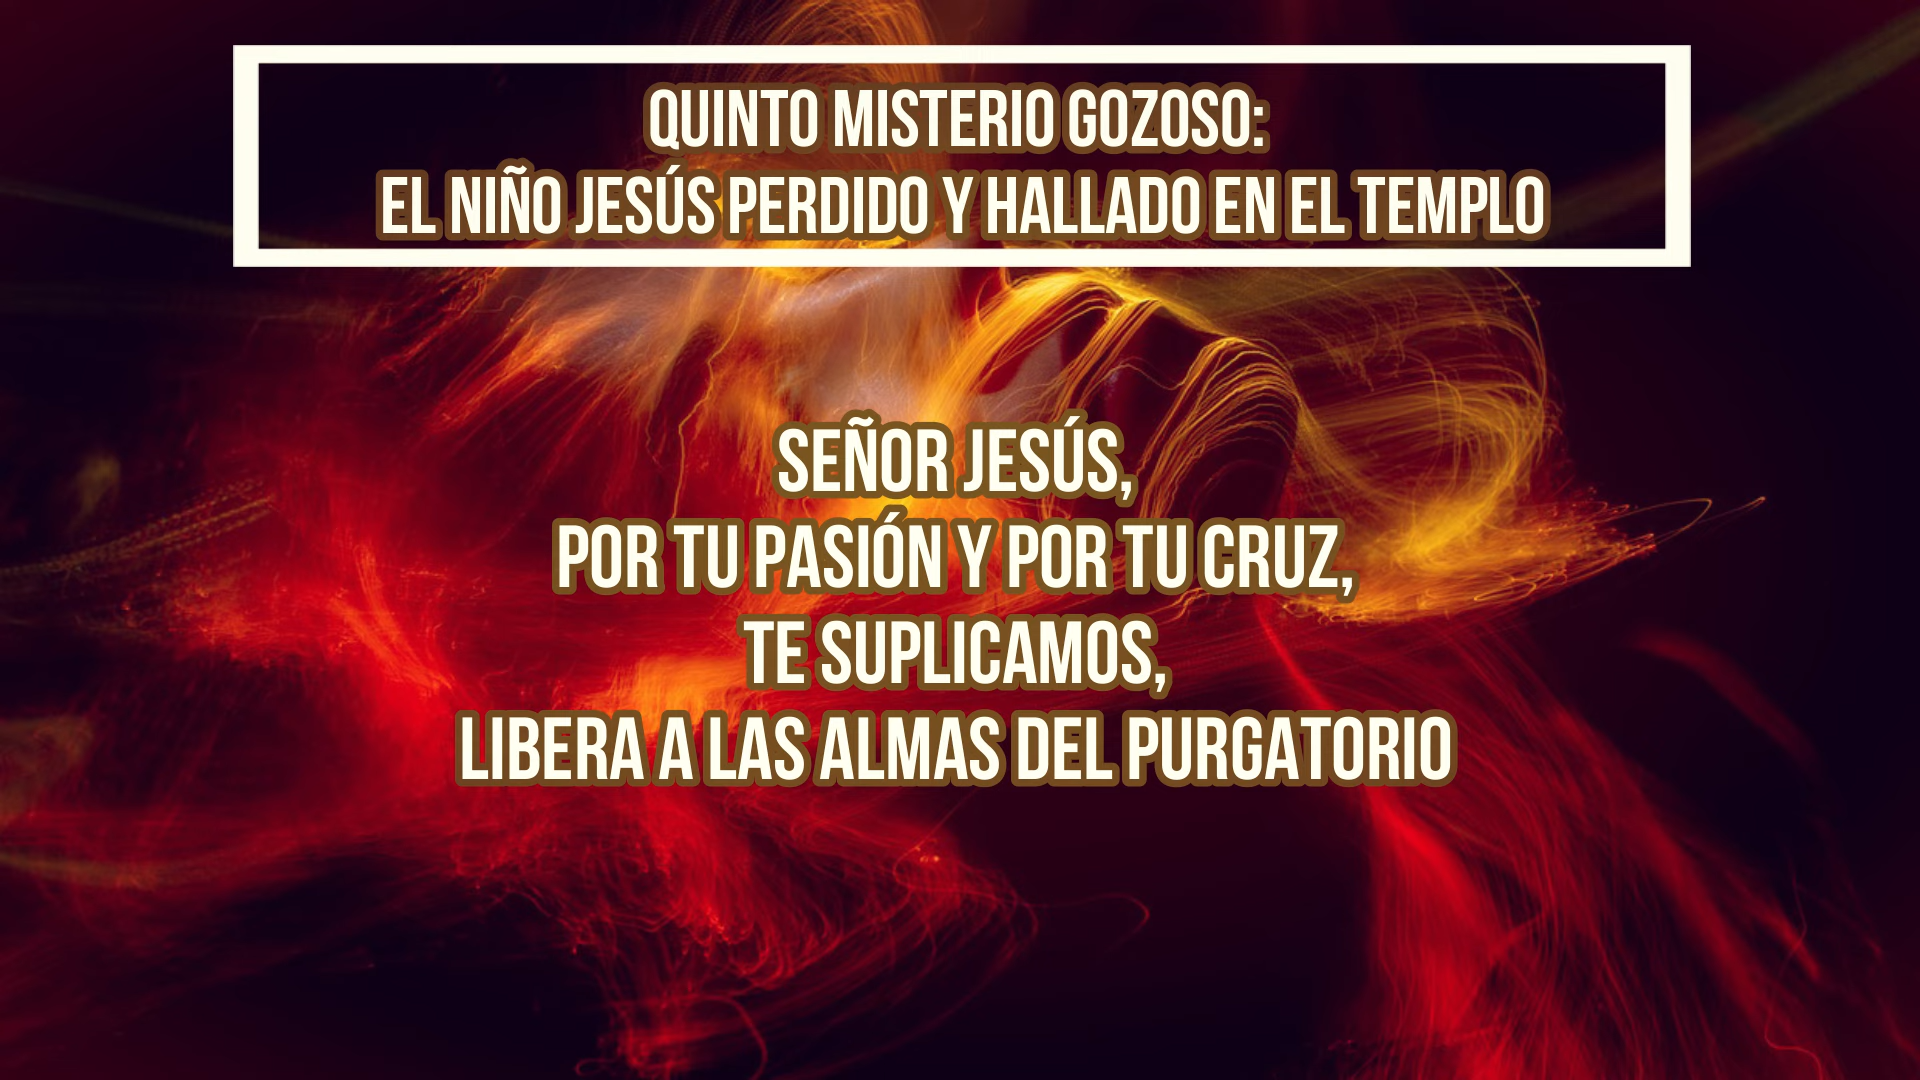 QUINTO MISTERIO GOZOSO:
EL NIÑO JESÚS PERDIDO Y HALLADO EN EL TEMPLO
SEÑOR JESÚS,
POR TU PASIÓN Y POR TU CRUZ,
TE SUPLICAMOS,
LIBERA A LAS ALMAS DEL PURGATORIO